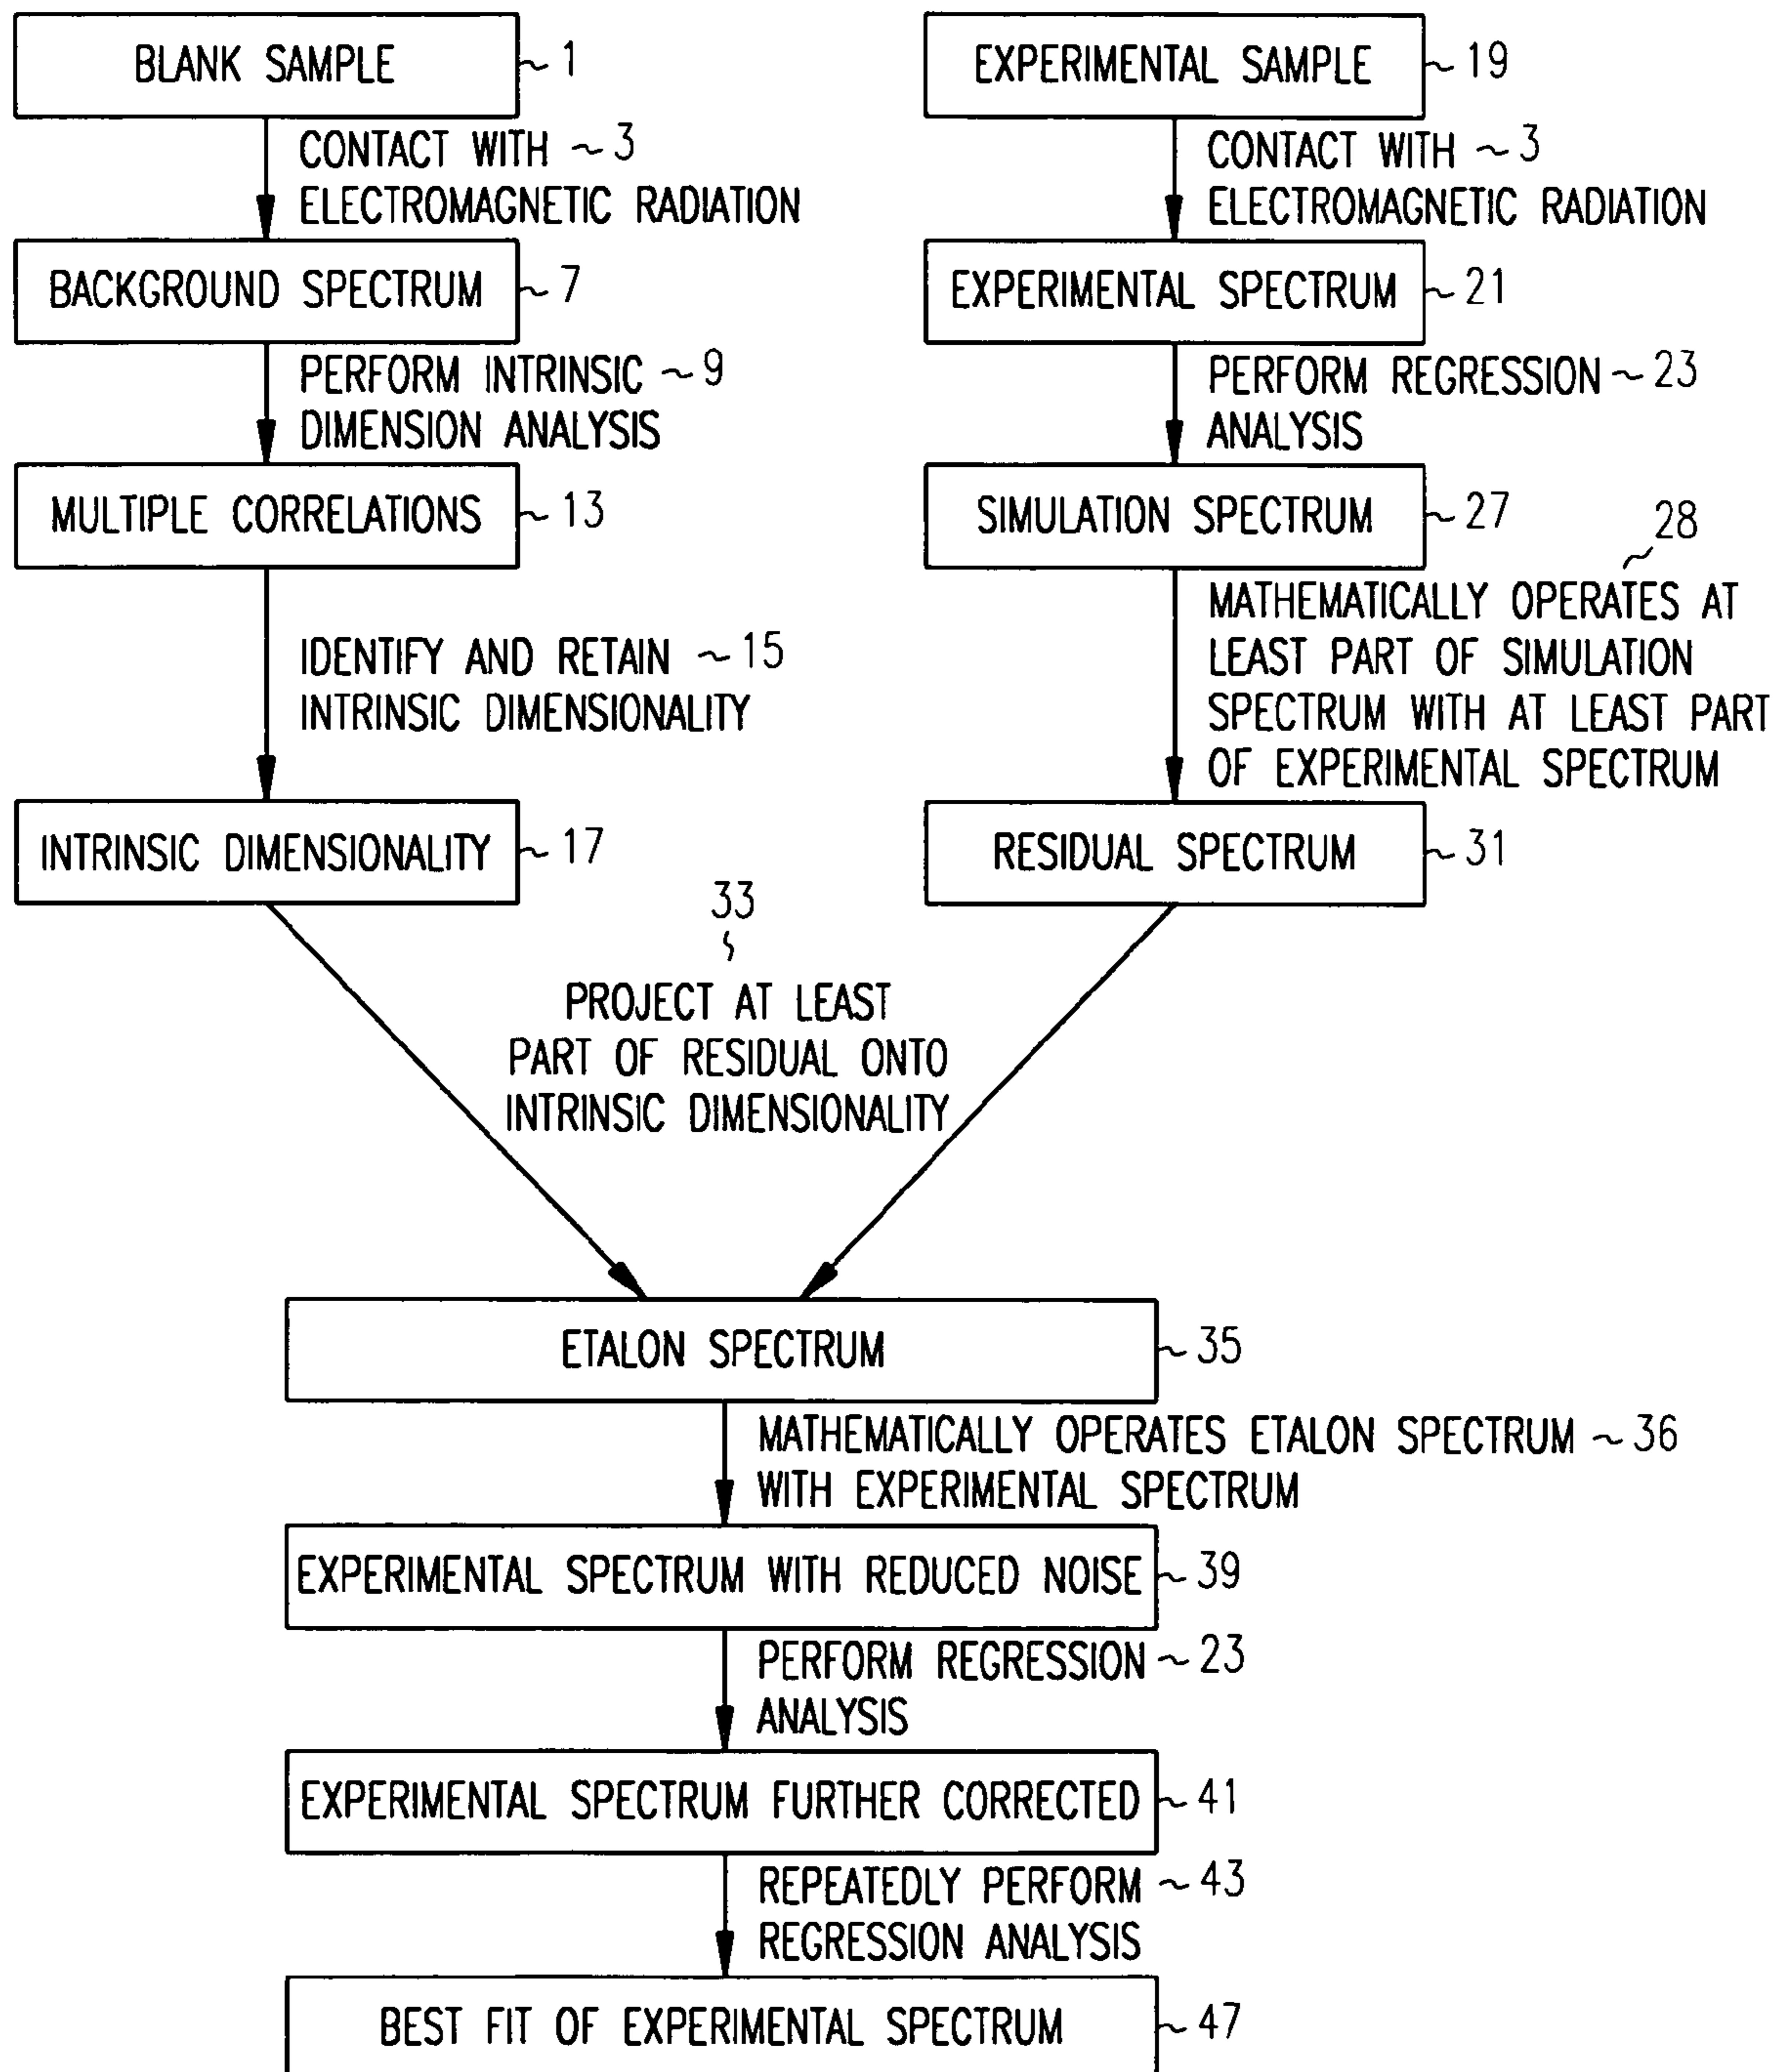 BLANK SAMPLE ~ 1
CONTACT WITH ~ 3
ELECTROMAGNETIC RADIATION
BACKGROUND SPECTRUM ~ 7
PERFORM INTRINSIC ~ 9
DIMENSION ANALYSIS
MULTIPLE CORRELATIONS ~ 13
IDENTIFY AND RETAIN ~ 15
INTRINSIC DIMENSIONALITY
INTRINSIC DIMENSIONALITY ~ 17
EXPERIMENTAL SAMPLE ~ 19
CONTACT WITH ~ 3
ELECTROMAGNETIC RADIATION
EXPERIMENTAL SPECTRUM ~ 21
PERFORM REGRESSION ~ 23
ANALYSIS
SIMULATION SPECTRUM ~ 27
28
MATHEMATICALLY OPERATES AT
LEAST PART OF SIMULATION
SPECTRUM WITH AT LEAST PART
OF EXPERIMENTAL SPECTRUM
RESIDUAL SPECTRUM ~ 31
33
PROJECT AT LEAST
PART OF RESIDUAL ONTO
INTRINSIC DIMENSIONALITY
ETALON SPECTRUM ~ 35
MATHEMATICALLY OPERATES ETALON SPECTRUM ~ 36
WITH EXPERIMENTAL SPECTRUM
EXPERIMENTAL SPECTRUM WITH REDUCED NOISE ~ 39
PERFORM REGRESSION ~ 23
ANALYSIS
EXPERIMENTAL SPECTRUM FURTHER CORRECTED ~ 41
REPEATEDLY PERFORM ~ 43
REGRESSION ANALYSIS
BEST FIT OF EXPERIMENTAL SPECTRUM ~ 47